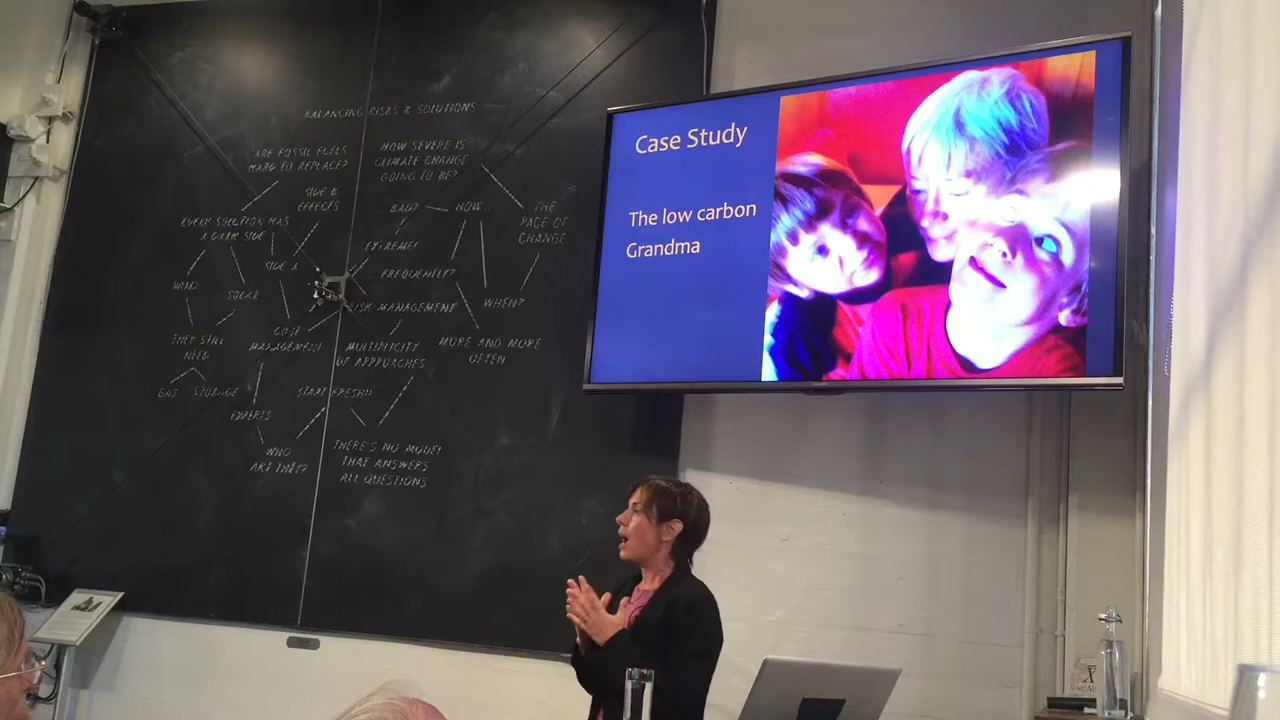 BALANCING RISKS & SOLUTIONS
ARE FOSSIL FUELS
HARD TO REPLACE?
HOW SEVERE IS
CLIMATE CHANGE
GOING TO BE?
SIDE
EFFECTS
BAD?
HOW...
THE
PACE OF
CHANGE
EVERY SOLUTION HAS
A DARK SIDE
EXTREME?
SIDE
FREQUENTLY?
WIND
SOLAR
RISK MANAGEMENT
WHEN?
COST
THEY STILL
NEED
MANAGEMENT
MULTIPLICITY
OF APPROACHES
MORE AND MORE
OFTEN
GAS STORAGE
START FRESH!!
EXPERTS
WHO
ARE THEY?
THERE'S NO MODEL
THAT ANSWERS
ALL QUESTIONS
Case Study
The low carbon
Grandma